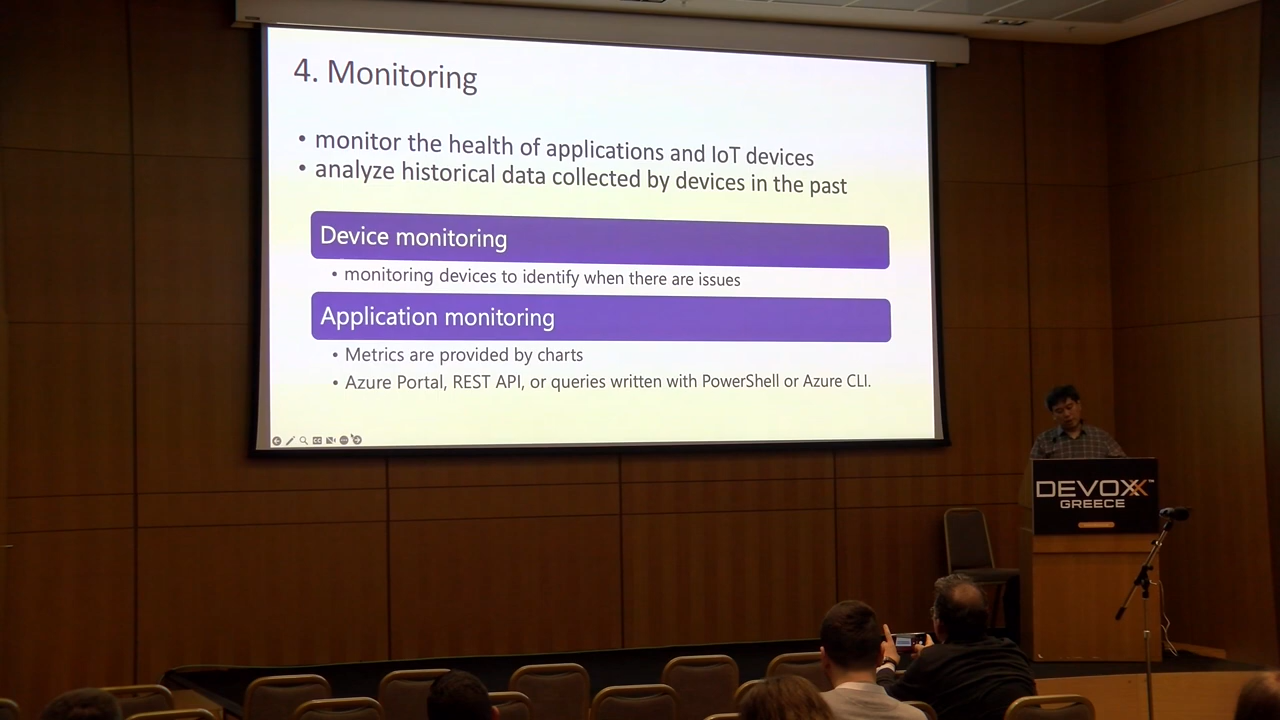 4. Monitoring
• monitor the health of applications and IoT devices
• analyze historical data collected by devices in the past
Device monitoring
• monitoring devices to identify when there are issues
Application monitoring
• Metrics are provided by charts
• Azure Portal, REST API, or queries written with PowerShell or Azure CLI.
DEVOXX™
GREECE